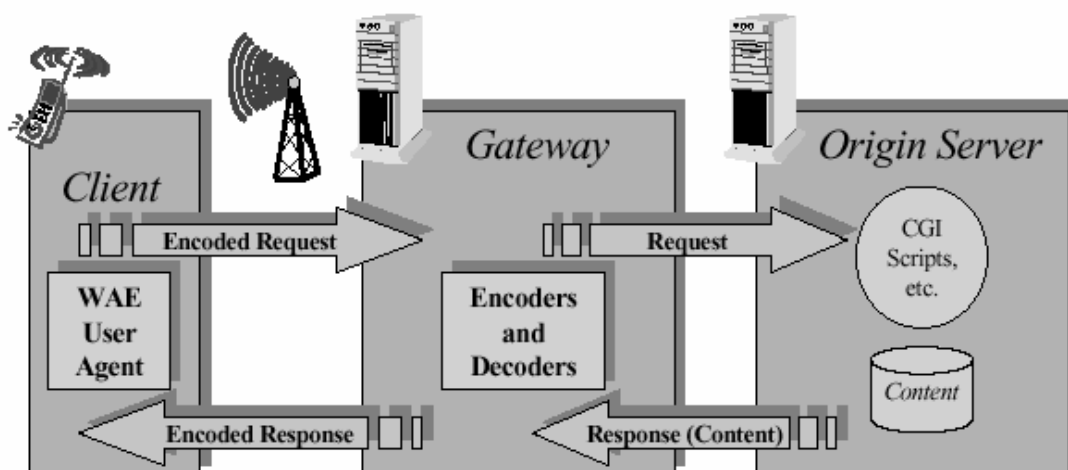 Client
Gateway
Origin Server
Encoded Request
Request
CGI
Scripts,
etc.
WAE
User
Agent
Encoders
and
Decoders
Content
Encoded Response
Response (Content)